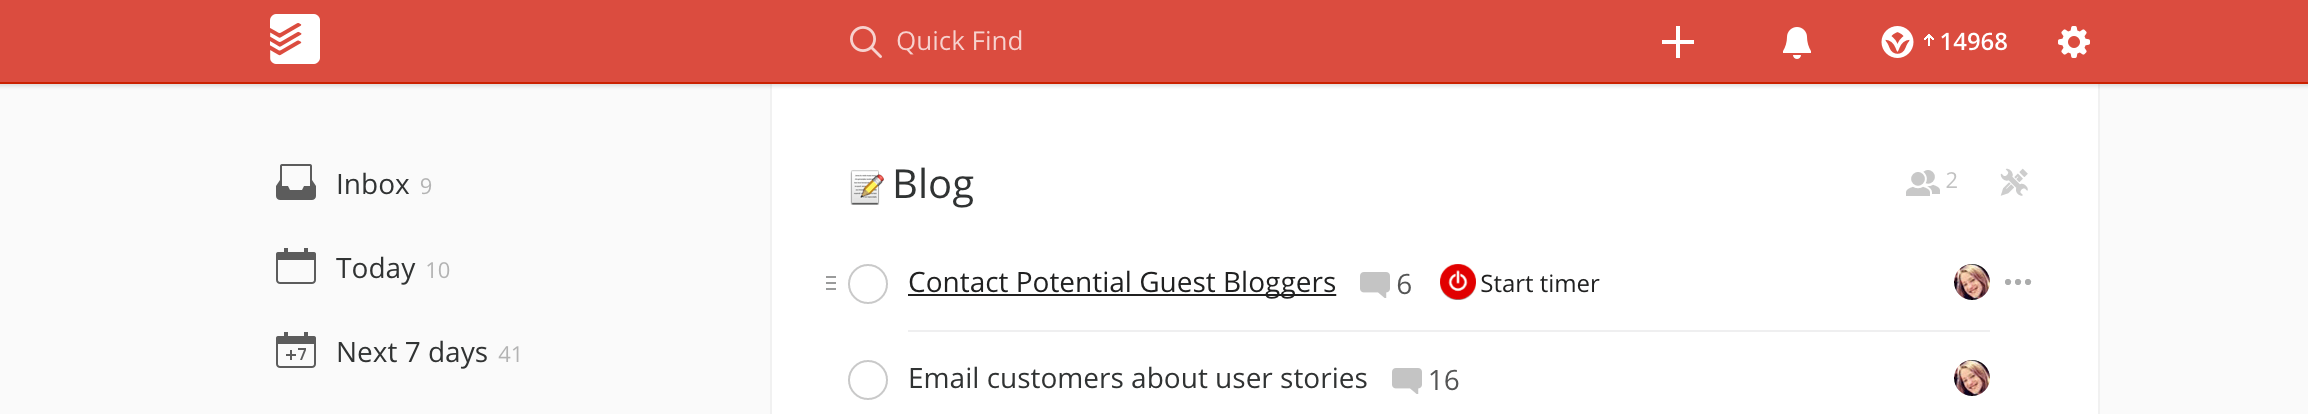 Quick Find
14968
Inbox 9
Today 10
+7 Next 7 days 41
Blog
2
Contact Potential Guest Bloggers 6 Start timer
Email customers about user stories 16